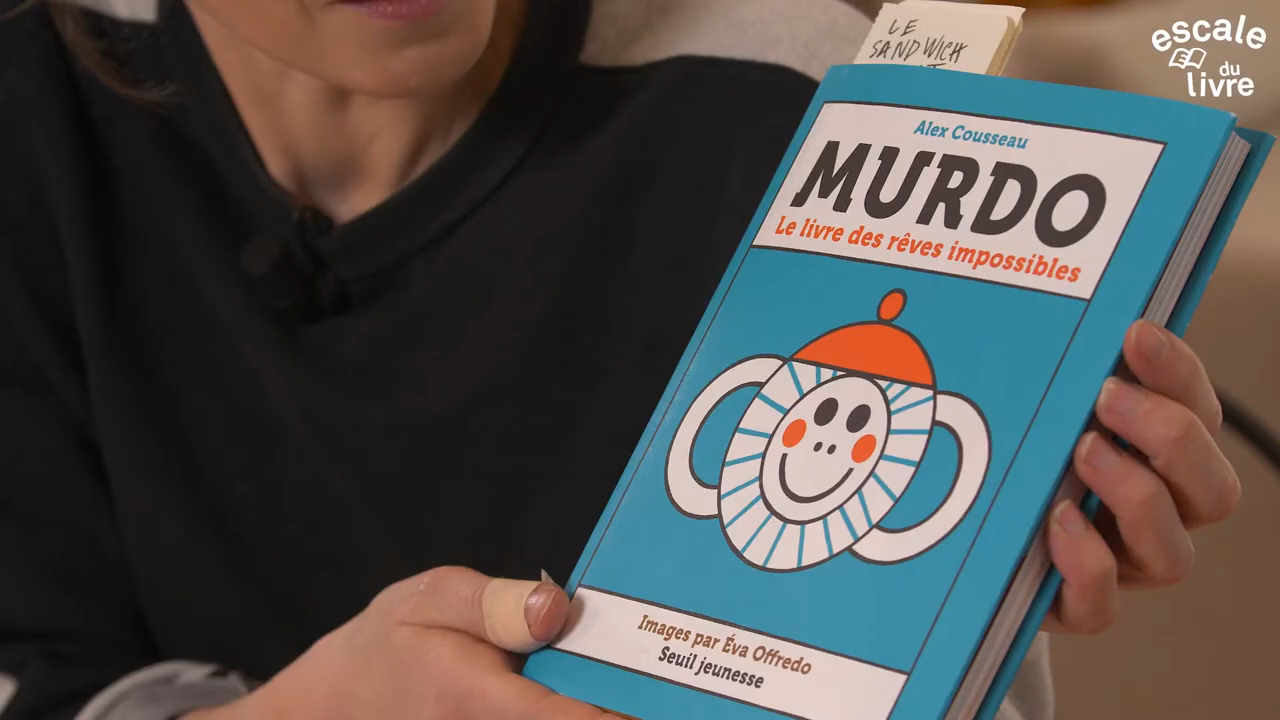 escale
du
livre
LE
SANDWICH
Alex Cousseau
MURDO
Le livre des rêves impossibles
Images par Éva Offredo
Seuil jeunesse